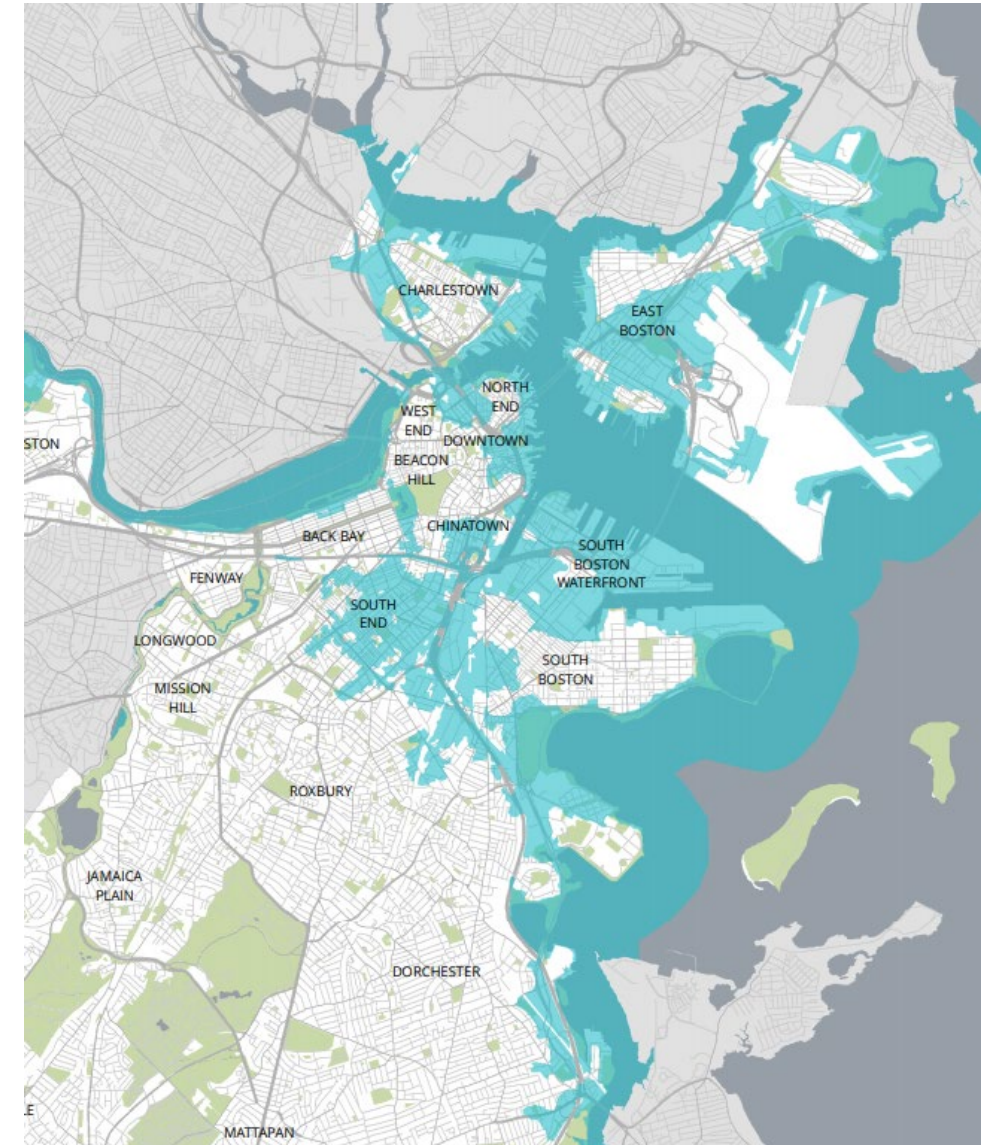 CHARLESTOWN
EAST
BOSTON
NORTH
END
WEST
END
STON
DOWNTOWN
BEACON
HILL
CHINATOWN
BACK BAY
SOUTH
BOSTON
WATERFRONT
FENWAY
SOUTH
END
LONGWOOD
SOUTH
BOSTON
MISSION
HILL
ROXBURY
JAMAICA
PLAIN
DORCHESTER
LE
MATTAPAN